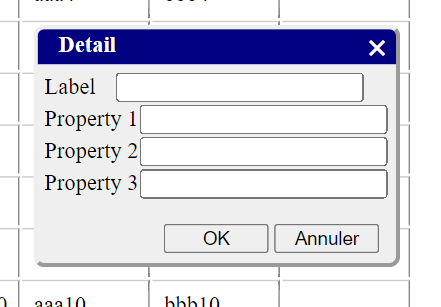 Detail
Label
Property 1
Property 2
Property 3
OK Annuler
aaa10 bbb10